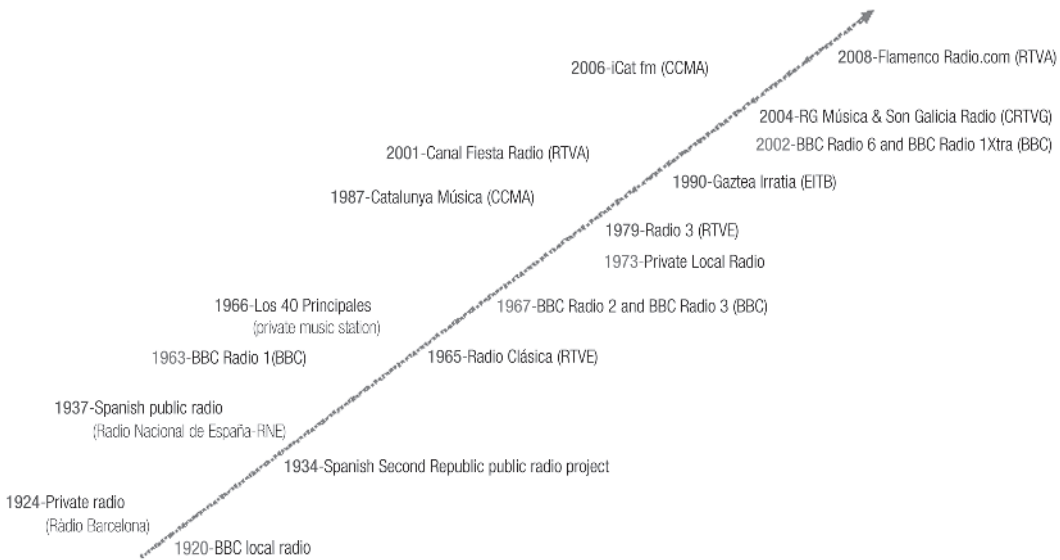 2008-Flamenco Radio.com (RTVA)
2006-iCat fm (CCMA)
2004-RG Música & Son Galicia Radio (CRTVG)
2002-BBC Radio 6 and BBC Radio 1Xtra (BBC)
2001-Canal Fiesta Radio (RTVA)
1990-Gaztea Irratia (EITB)
1987-Catalunya Música (CCMA)
1979-Radio 3 (RTVE)
1973-Private Local Radio
1966-Los 40 Principales
(private music station)
1967-BBC Radio 2 and BBC Radio 3 (BBC)
1963-BBC Radio 1(BBC)
1965-Radio Clásica (RTVE)
1937-Spanish public radio
(Radio Nacional de España-RNE)
1934-Spanish Second Republic public radio project
1924-Private radio
(Ràdio Barcelona)
1920-BBC local radio